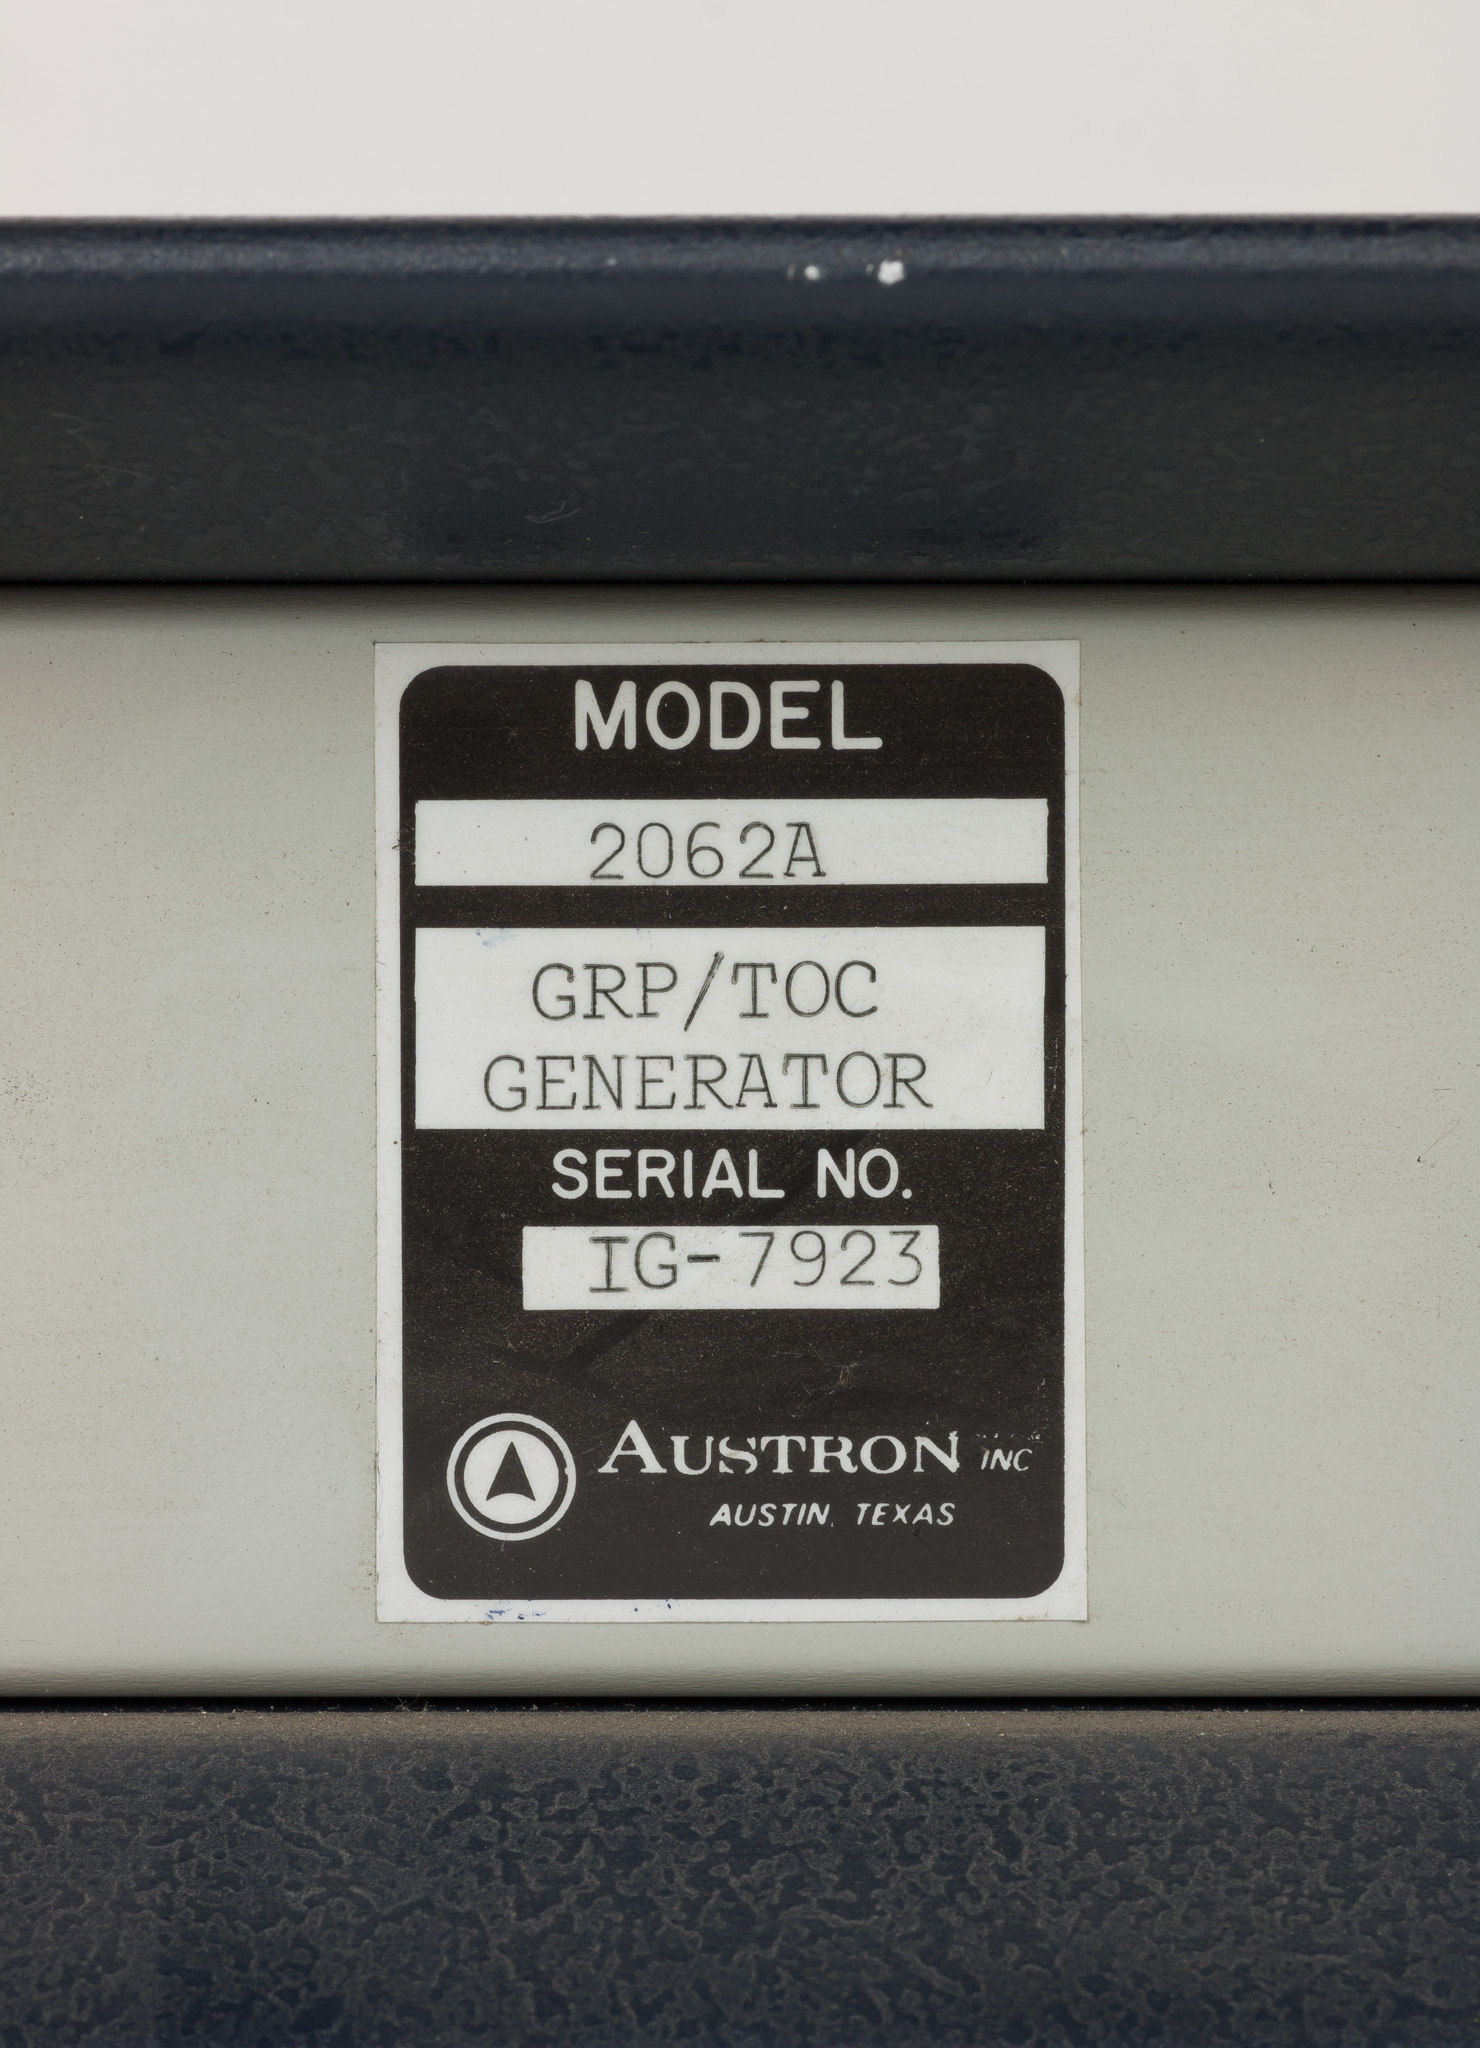 MODEL
2062A
GRP/TOC
GENERATOR
SERIAL NO.
IG-7923
AUSTRON INC
AUSTIN, TEXAS